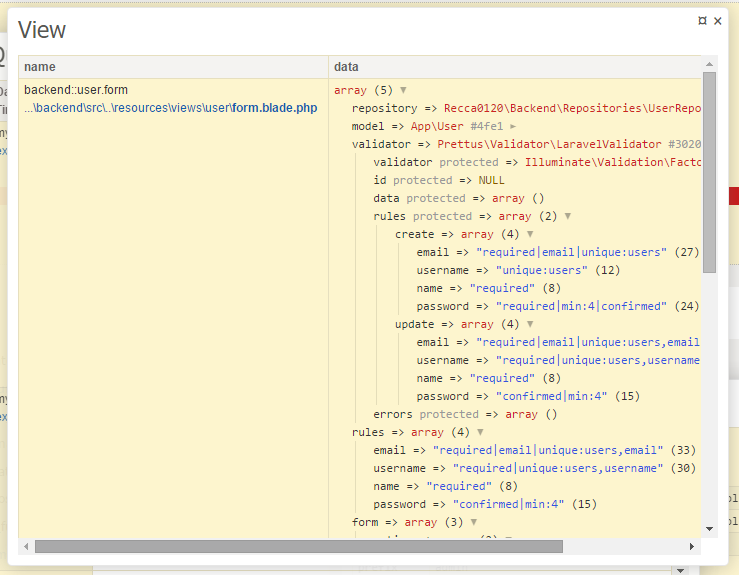 View
¤ ×
name data
backend::user.form
...\backend\src\..\resources\views\user\form.blade.php
array (5) ▼
repository => Recca0120\Backend\Repositories\UserRepo
model => App\User #4fe1 ►
validator => Prettus\Validator\LaravelValidator #3020
validator protected => Illuminate\Validation\Facto
id protected => NULL
data protected => array ()
rules protected => array (2) ▼
create => array (4) ▼
email => "required|email|unique:users" (27)
username => "unique:users" (12)
name => "required" (8)
password => "required|min:4|confirmed" (24)
update => array (4) ▼
email => "required|email|unique:users,email
username => "required|unique:users,username
name => "required" (8)
password => "confirmed|min:4" (15)
errors protected => array ()
rules => array (4) ▼
email => "required|email|unique:users,email" (33)
username => "required|unique:users,username" (30)
name => "required" (8)
password => "confirmed|min:4" (15)
form => array (3) ▼